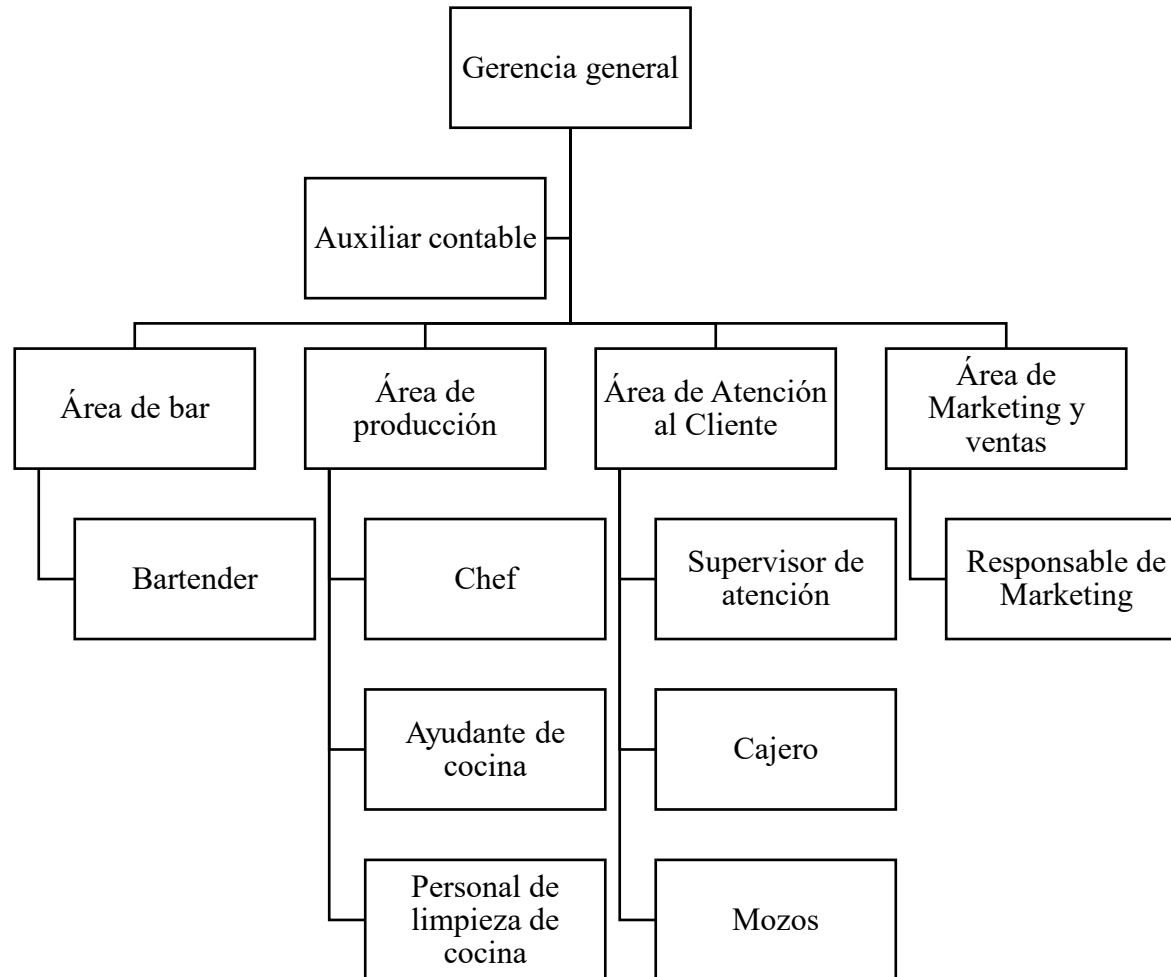 Gerencia general
Auxiliar contable
Área de bar
Área de
producción
Área de Atención
al Cliente
Área de
Marketing y
ventas
Bartender
Chef
Supervisor de
atención
Responsable de
Marketing
Ayudante de
cocina
Cajero
Personal de
limpieza de
cocina
Mozos